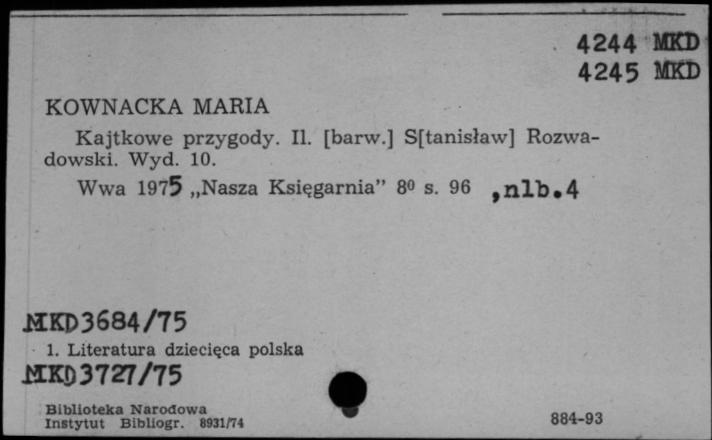 4244 MKD
4245 MKD
KOWNACKA MARIA
Kajtkowe przygody. Il. [barw.] S[tanisław] Rozwa-
dowski. Wyd. 10.
Wwa 1975 „Nasza Księgarnia” 8⁰ s. 96 ,nlb.4
MKD3684/75
1. Literatura dziecięca polska
MKD3727/75
Biblioteka Narodowa
Instytut Bibliogr. 8931/74
884-93